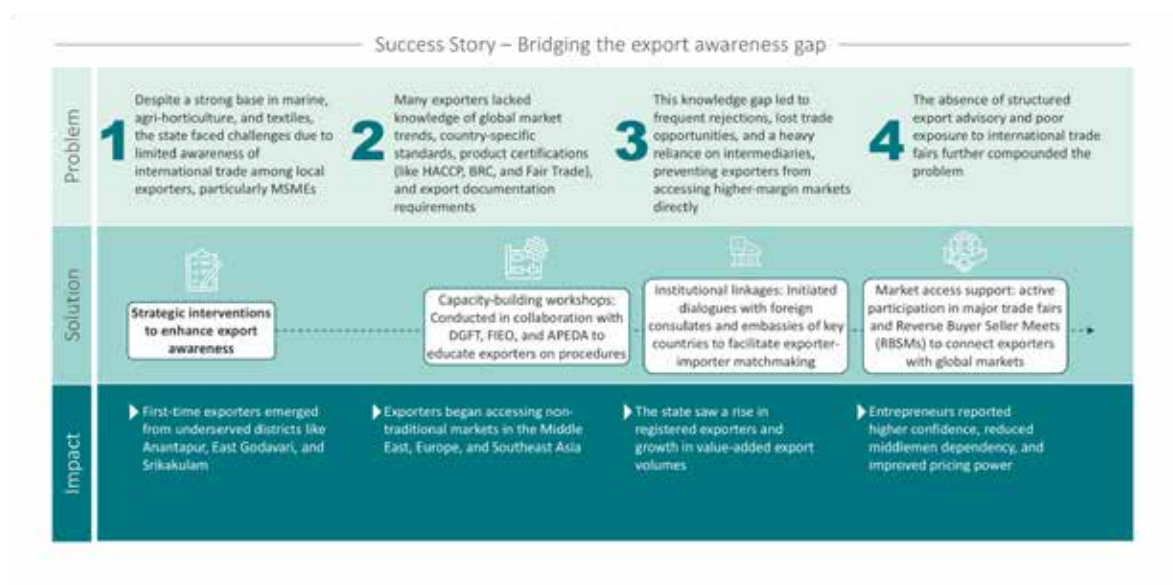 Success Story – Bridging the export awareness gap
Problem
1
Despite a strong base in marine,
agri-horticulture, and textiles,
the state faced challenges due to
limited awareness of
international trade among local
exporters, particularly MSMEs
2
Many exporters lacked
knowledge of global market
trends, country-specific
standards, product certifications
(like HACCP, BRC, and Fair Trade),
and export documentation
requirements
3
This knowledge gap led to
frequent rejections, lost trade
opportunities, and a heavy
reliance on intermediaries,
preventing exporters from
accessing higher-margin markets
directly
4
The absence of structured
export advisory and poor
exposure to international trade
fairs further compounded the
problem
Solution
Strategic interventions
to enhance export
awareness
Capacity-building workshops:
Conducted in collaboration with
DGFT, FIEO, and APEDA to
educate exporters on procedures
Institutional linkages: Initiated
dialogues with foreign
consulates and embassies of key
countries to facilitate exporter-
importer matchmaking
Market access support: active
participation in major trade fairs
and Reverse Buyer Seller Meets
(RBSMs) to connect exporters
with global markets
Impact
First-time exporters emerged
from underserved districts like
Anantapur, East Godavari, and
Srikakulam
Exporters began accessing non-
traditional markets in the Middle
East, Europe, and Southeast Asia
The state saw a rise in
registered exporters and
growth in value-added export
volumes
Entrepreneurs reported
higher confidence, reduced
middlemen dependency, and
improved pricing power